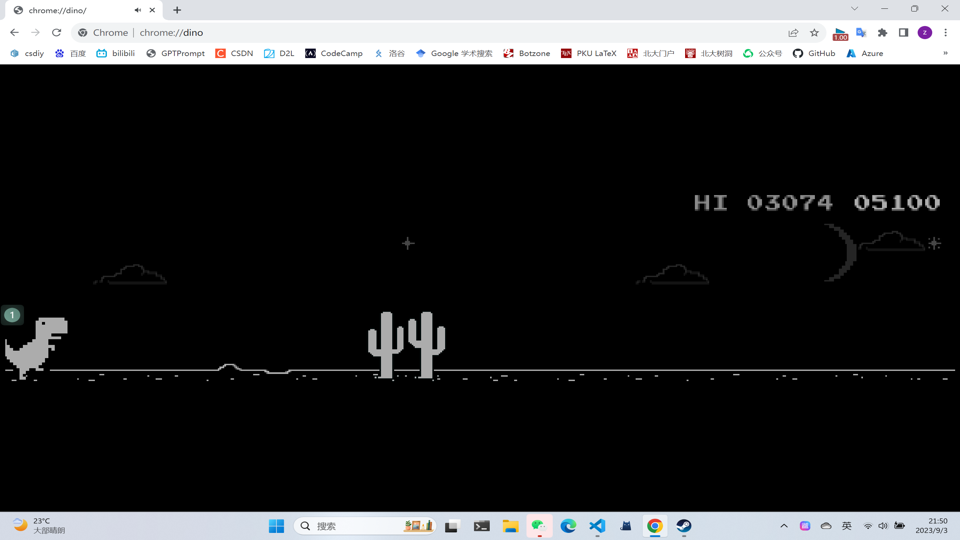 chrome://dino/
Chrome | chrome://dino
1.00
z
csdiy 百度 bilibili GPTPrompt CSDN D2L CodeCamp 洛谷 Google 学术搜索 Botzone PKU LaTeX 北大门户 北大树洞 公众号 GitHub Azure »
HI 03074 05100
1
23°C
大部晴朗
搜索
英
21:50
2023/9/3